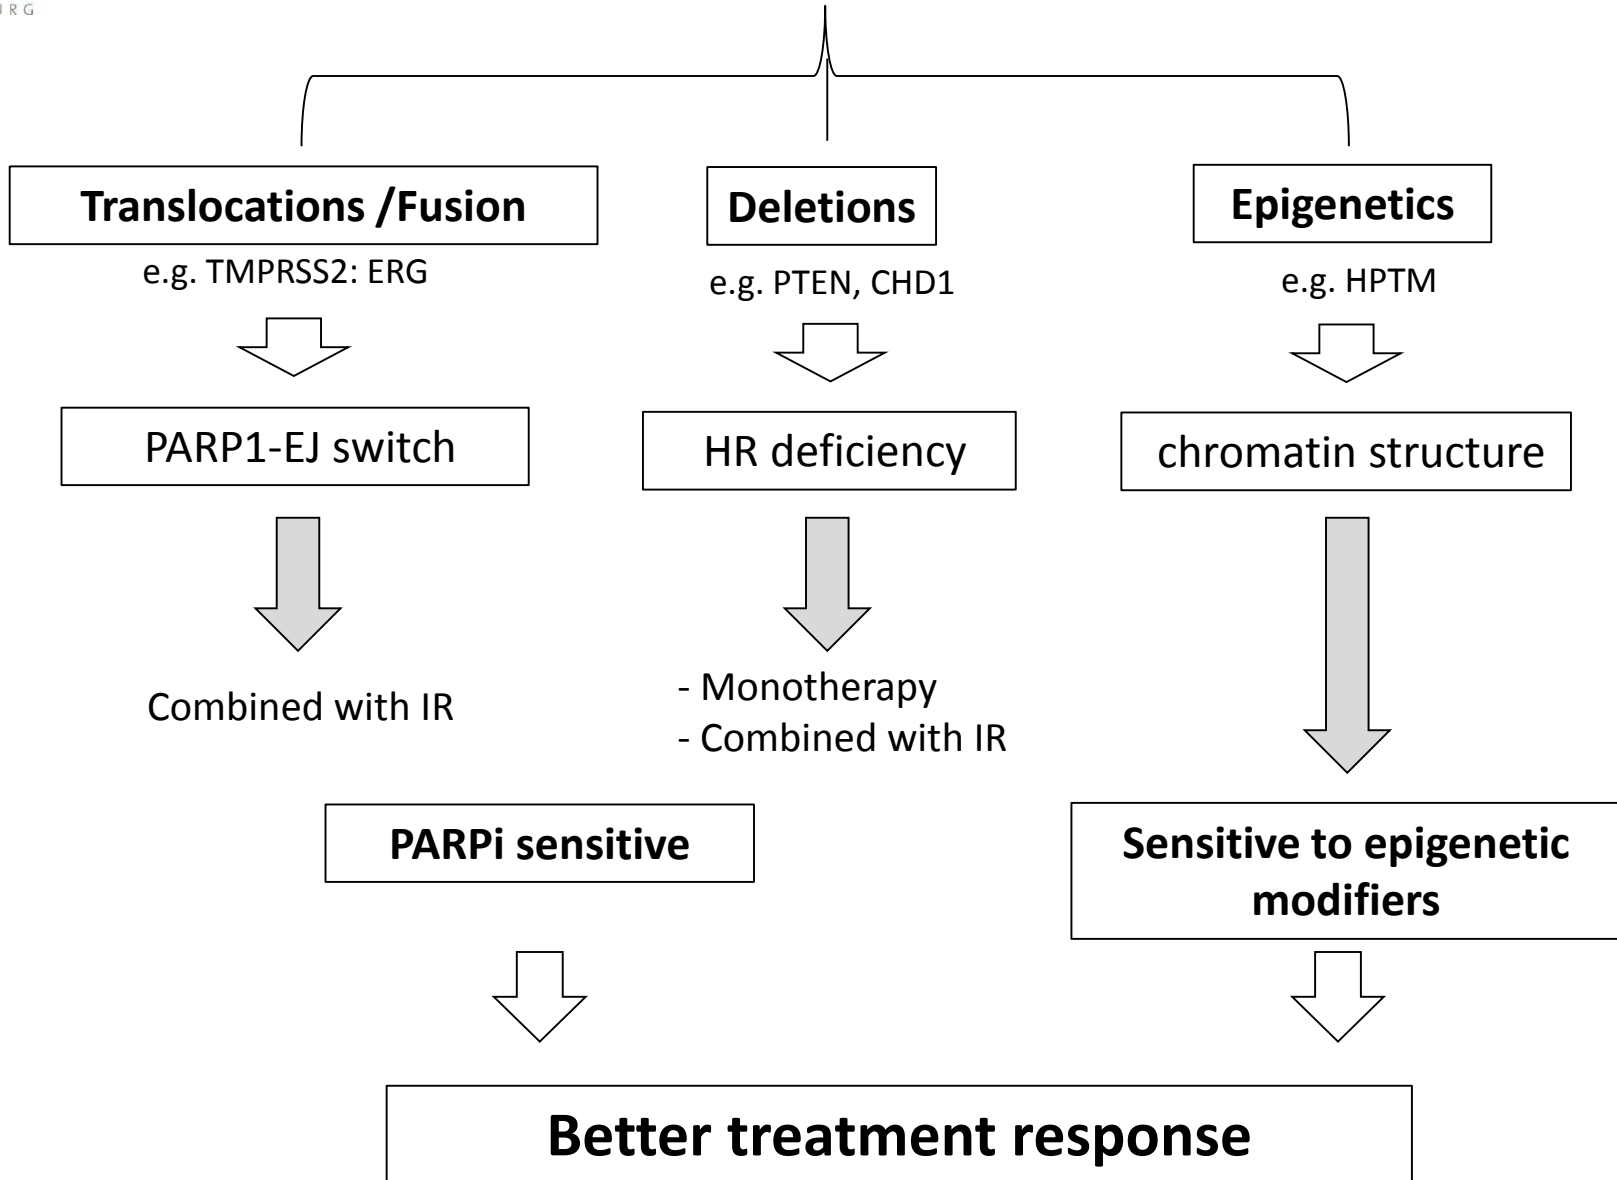 Translocations /Fusion
Deletions
Epigenetics
e.g. TMPRSS2: ERG
e.g. PTEN, CHD1
e.g. HPTM
PARP1-EJ switch
HR deficiency
chromatin structure
Combined with IR
- Monotherapy
- Combined with IR
PARPi sensitive
Sensitive to epigenetic
modifiers
Better treatment response